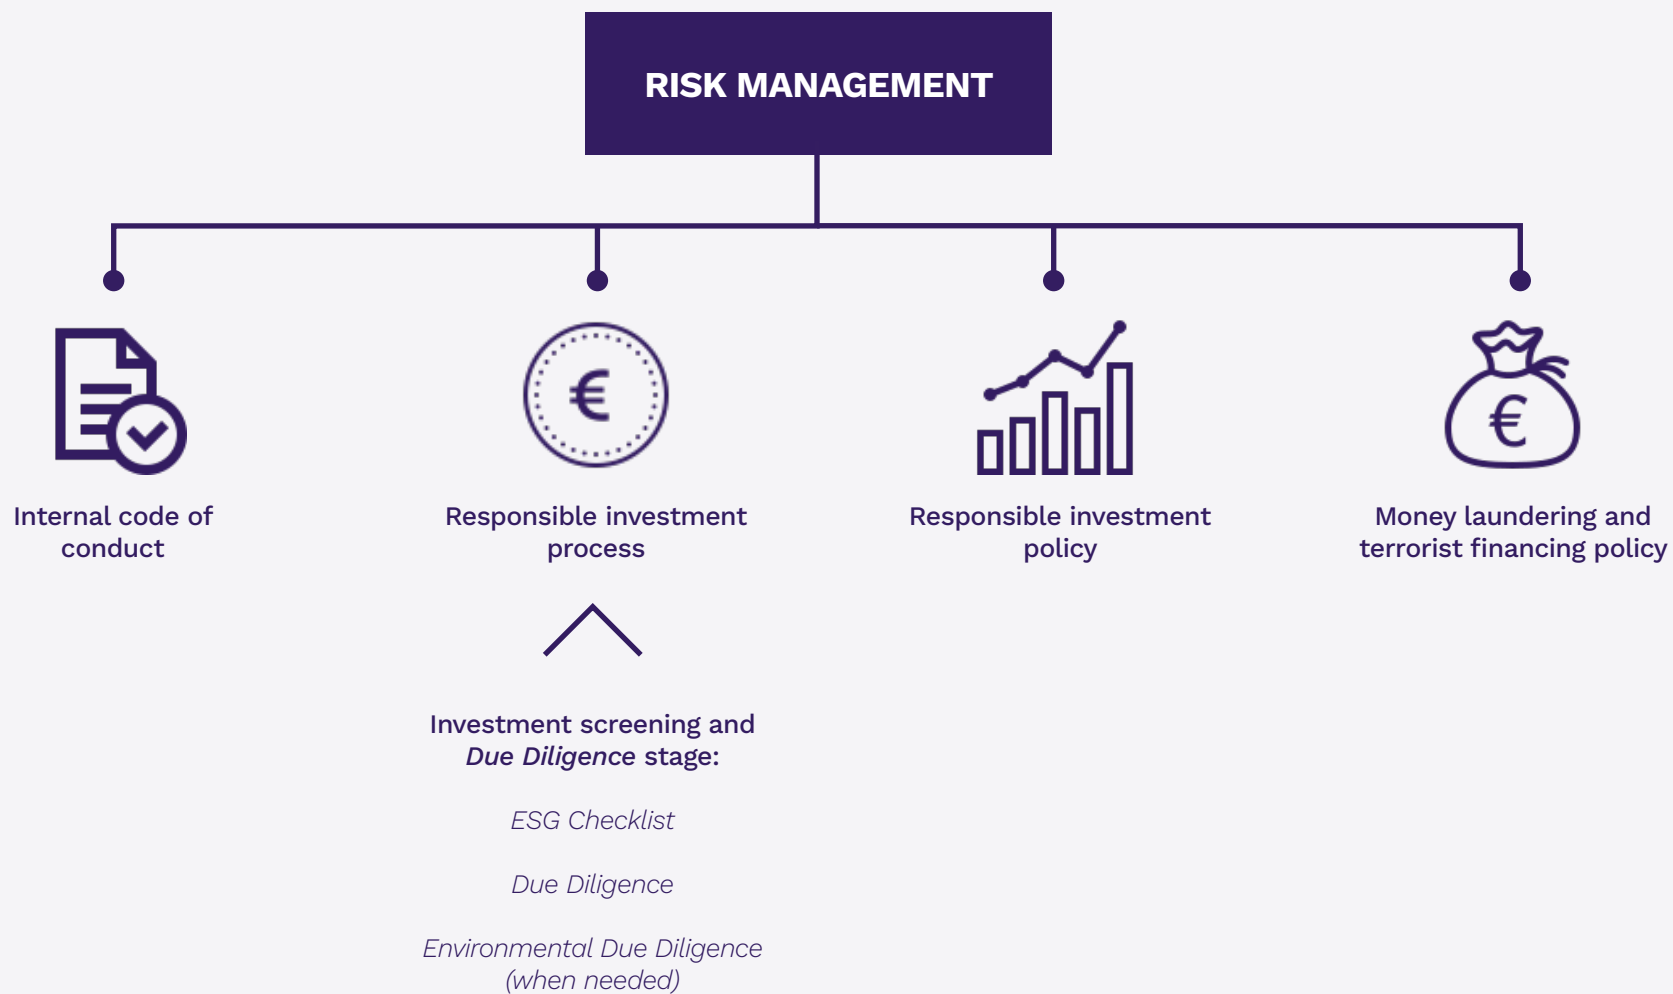 RISK MANAGEMENT
Internal code of
conduct
Responsible investment
process
Responsible investment
policy
Money laundering and
terrorist financing policy
Investment screening and
Due Diligence stage:
ESG Checklist
Due Diligence
Environmental Due Diligence
(when needed)
€
€